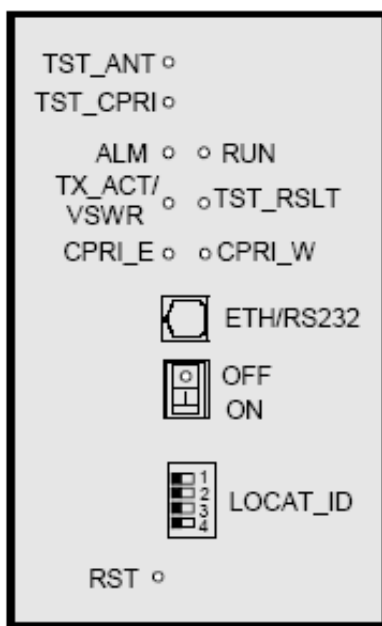 TST_ANT
TST_CPRI
ALM RUN
TX_ACT/
VSWR TST_RSLT
CPRI_E CPRI_W
ETH/RS232
OFF
ON
1
2
3
4
LOCAT_ID
RST